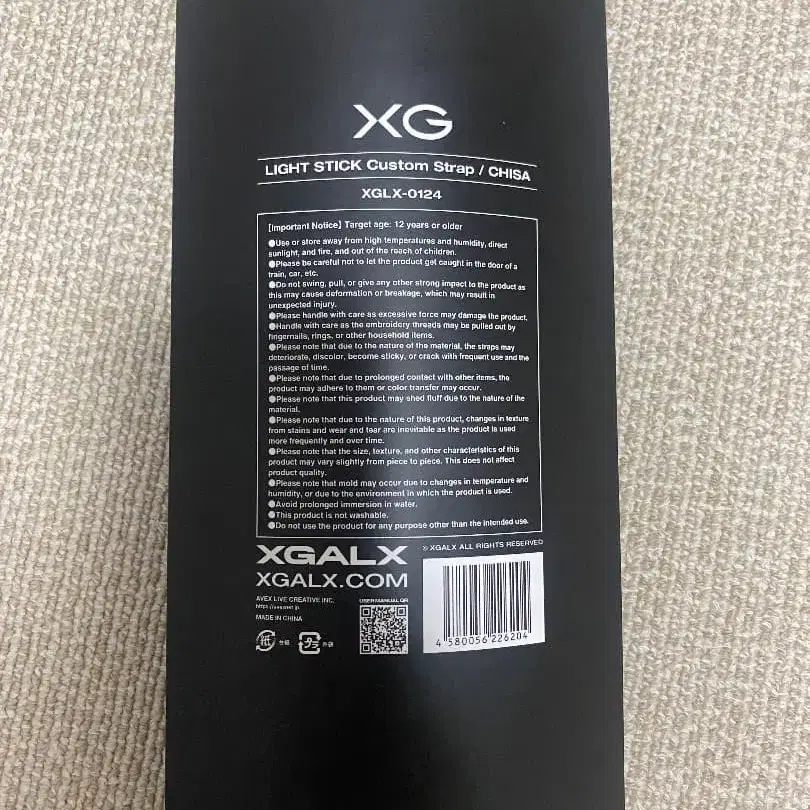 XG
LIGHT STICK Custom Strap / CHISA
XGLX-0124
[Important Notice] Target age: 12 years or older
●Use or store away from high temperatures and humidity, direct
sunlight, and fire, and out of the reach of children.
●Please be careful not to let the product get caught in the door of a
train, car, etc.
●Do not swing, pull, or give any other strong impact to the product as
this may cause deformation or breakage, which may result in
unexpected injury.
●Please handle with care as excessive force may damage the product.
●Handle with care as the embroidery threads may be pulled out by
fingernails, rings, or other household items.
●Please note that due to the nature of the material, the straps may
deteriorate, discolor, become sticky, or crack with frequent use and the
passage of time.
●Please note that due to prolonged contact with other items, the
product may adhere to them or color transfer may occur.
●Please note that this product may shed fluff due to the nature of the
material.
●Please note that due to the nature of this product, changes in texture
from stains and wear and tear are inevitable as the product is used
more frequently and over time.
●Please note that the size, texture, and other characteristics of this
product may vary slightly from piece to piece. This does not affect
product quality.
●Please note that mold may occur due to changes in temperature and
humidity, or due to the environment in which the product is used.
●Avoid prolonged immersion in water.
●This product is not washable.
●Do not use the product for any purpose other than the intended use.
XGALX
© XGALX ALL RIGHTS RESERVED
XGALX.COM
AVEX LIVE CREATIVE INC.
USER MANUAL QR
MADE IN CHINA
紙
プラ
外袋
4 580056 226204